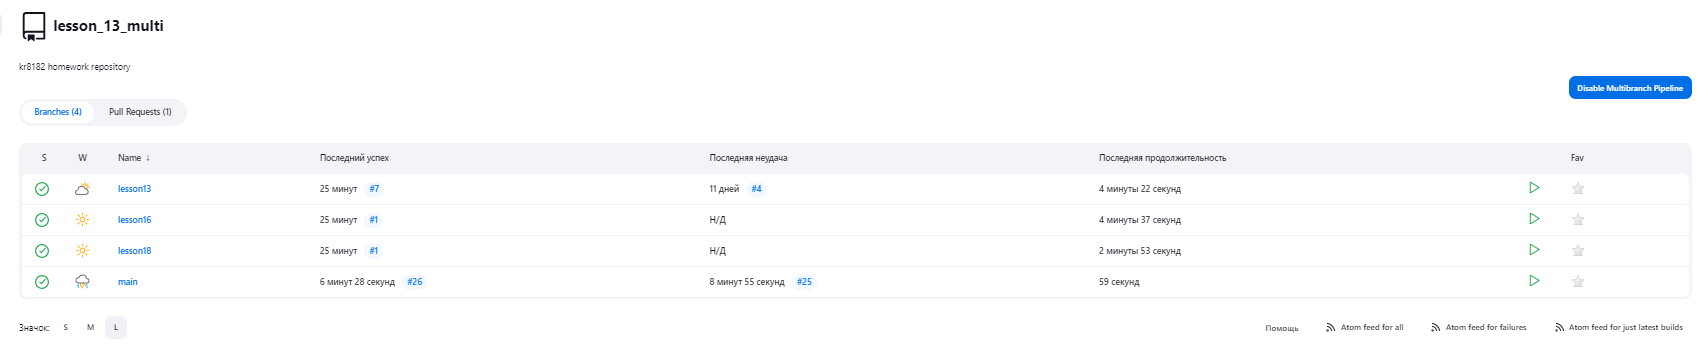 lesson_13_multi
kr8182 homework repository
Disable Multibranch Pipeline
Branches (4) Pull Requests (1)
S W Name ↓ Последний успех Последняя неудача Последняя продолжительность Fav
lesson13 25 минут #7 11 дней #4 4 минуты 22 секунд
lesson16 25 минут #1 Н/Д 4 минуты 37 секунд
lesson18 25 минут #1 Н/Д 2 минуты 53 секунд
main 6 минут 28 секунд #26 8 минут 55 секунд #25 59 секунд
Значок: S M L Помощь Atom feed for all Atom feed for failures Atom feed for just latest builds